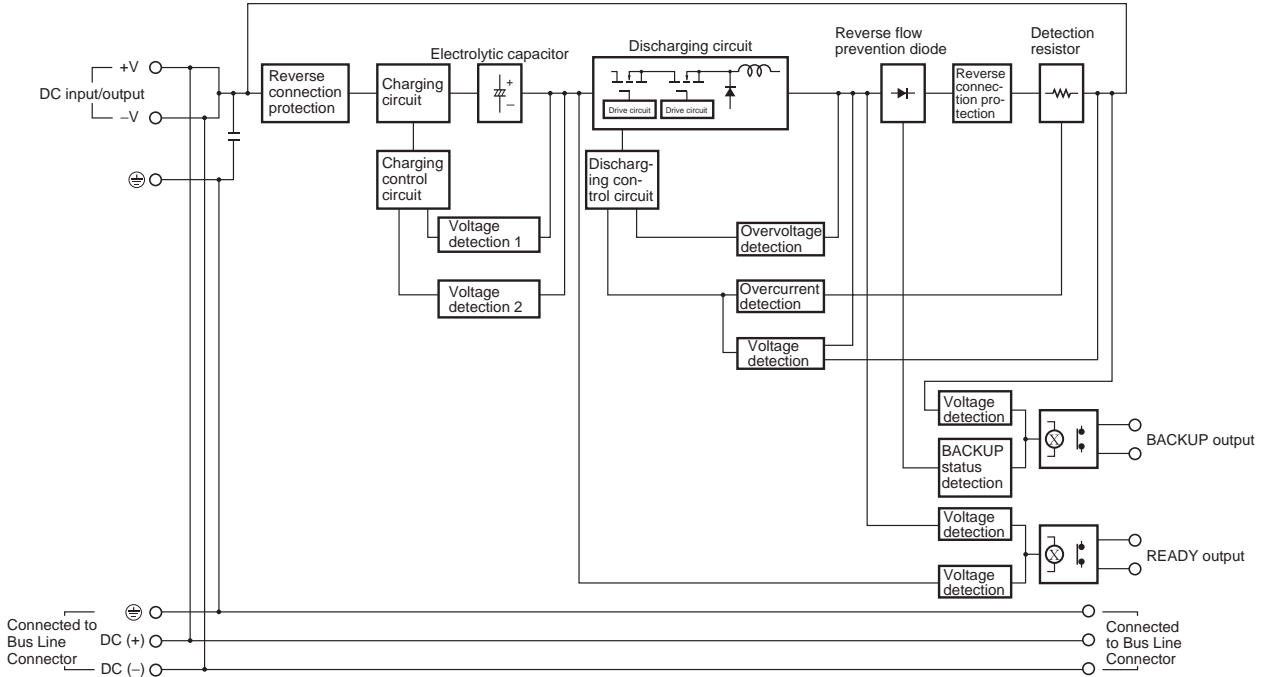 Reverse flow
prevention diode
Detection
resistor
Discharging circuit
Electrolytic capacitor
+V
DC input/output
−V
Reverse
connection
protection
Charging
circuit
+
−
Drive circuit
Drive circuit
Reverse
connec-
tion pro-
tection
Charging
control
circuit
Discharg-
ing con-
trol circuit
Voltage
detection 1
Overvoltage
detection
Voltage
detection 2
Overcurrent
detection
Voltage
detection
Voltage
detection
X
BACKUP output
BACKUP
status
detection
Voltage
detection
X
READY output
Voltage
detection
Connected to
Bus Line
Connector
DC (+)
DC (−)
Connected
to Bus Line
Connector